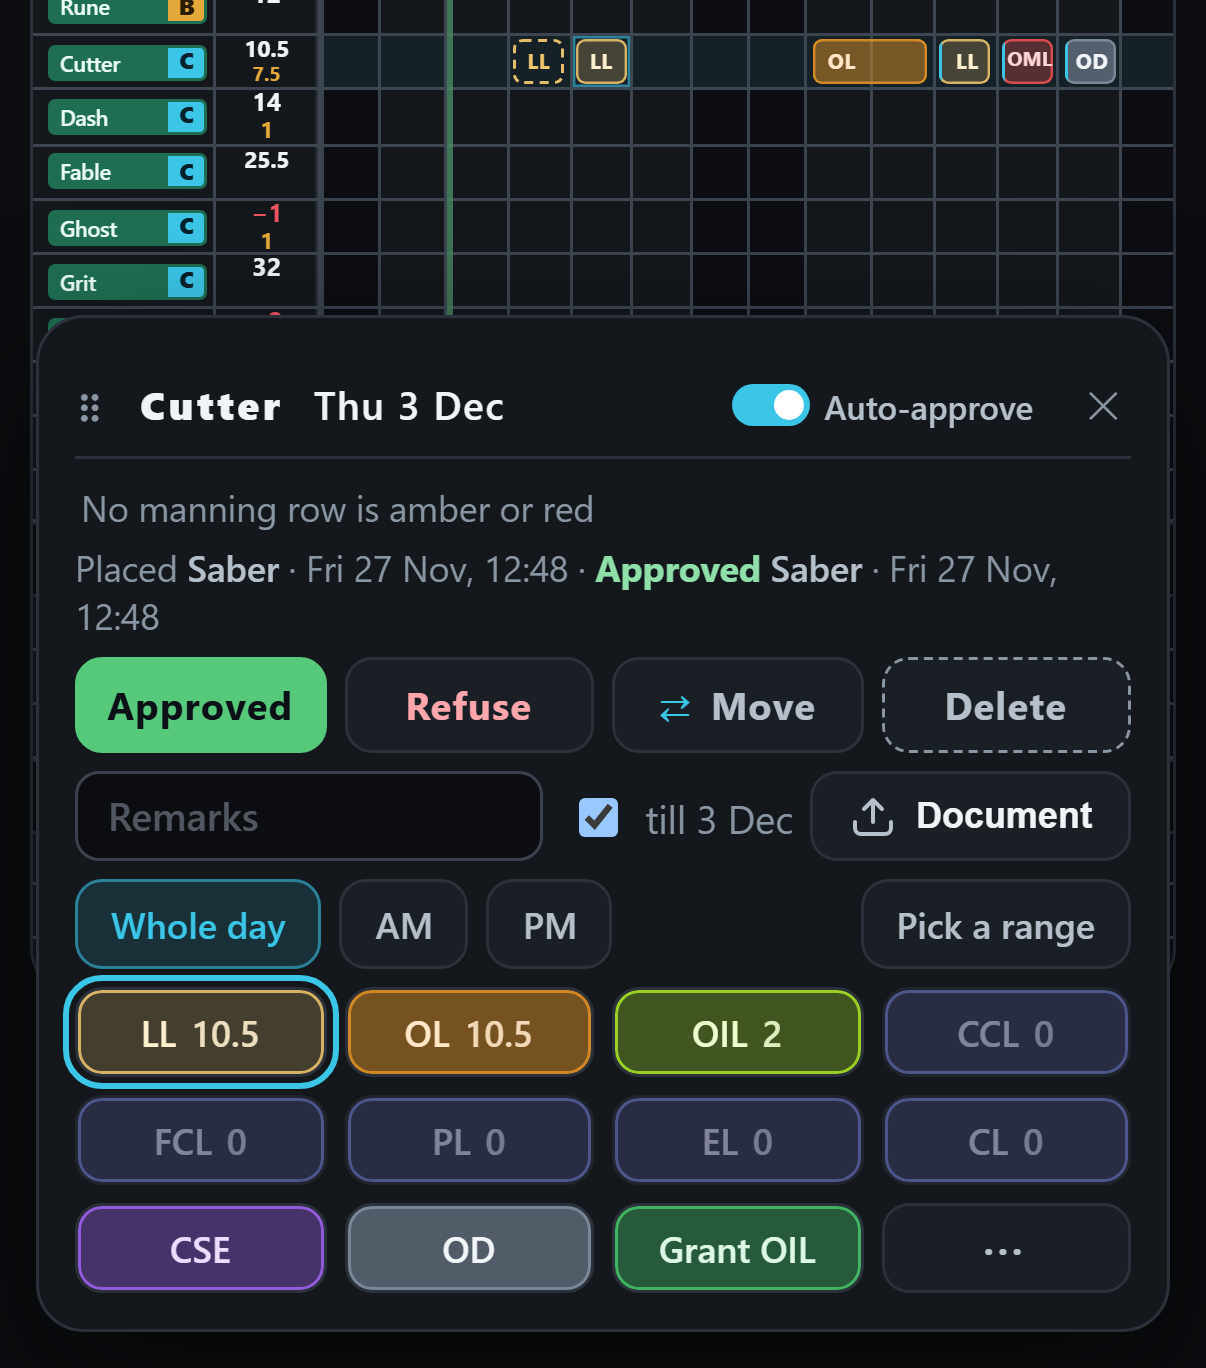 Rune B
Cutter C 10.5 LL LL OL LL OML OD
7.5
Dash C 14
1
Fable C 25.5
Ghost C −1
1
Grit C 32
Cutter Thu 3 Dec Auto-approve
No manning row is amber or red
Placed Saber · Fri 27 Nov, 12:48 · Approved Saber · Fri 27 Nov,
12:48
Approved Refuse ⇄ Move Delete
Remarks till 3 Dec Document
Whole day AM PM Pick a range
LL 10.5 OL 10.5 OIL 2 CCL 0
FCL 0 PL 0 EL 0 CL 0
CSE OD Grant OIL ...